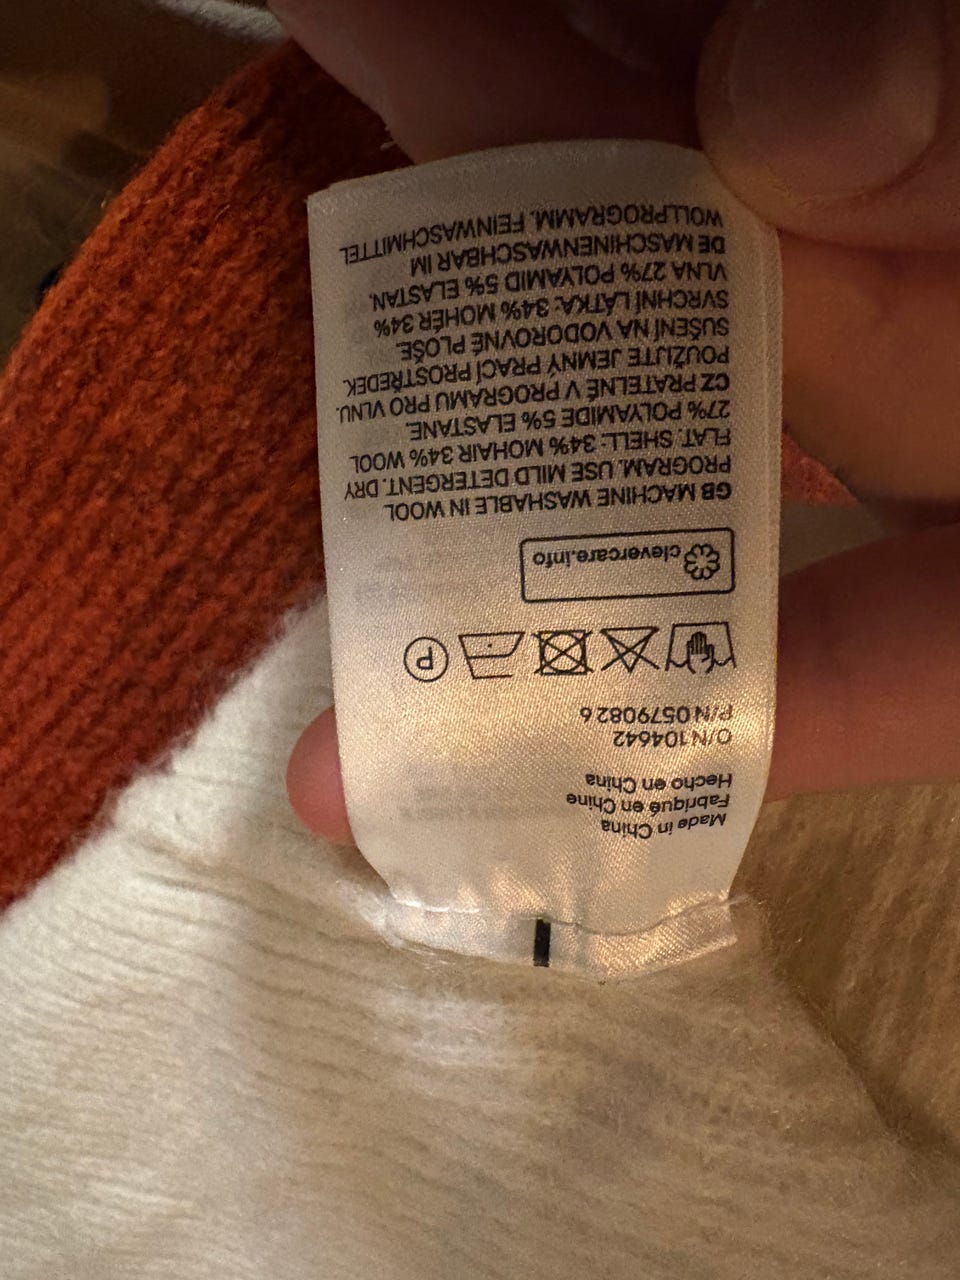 Made in China
Fabriqué en Chine
Hecho en China
O/N 104642
P/N 0579082 6
P
clevercare.info
GB MACHINE WASHABLE IN WOOL
PROGRAM. USE MILD DETERGENT. DRY
FLAT. SHELL: 34% MOHAIR 34% WOOL
27% POLYAMIDE 5% ELASTANE.
CZ PRATELNÉ V PROGRAMU PRO VLNU.
POUŽIJTE JEMNÝ PRACÍ PROSTŘEDEK.
SUŠENÍ NA VODOROVNÉ PLOŠE.
SVRCHNÍ LÁTKA: 34% MOHÉR 34%
VLNA 27% POLYAMID 5% ELASTAN.
DE MASCHINENWASCHBAR IM
WOLLPROGRAMM. FEINWASCHMITTEL